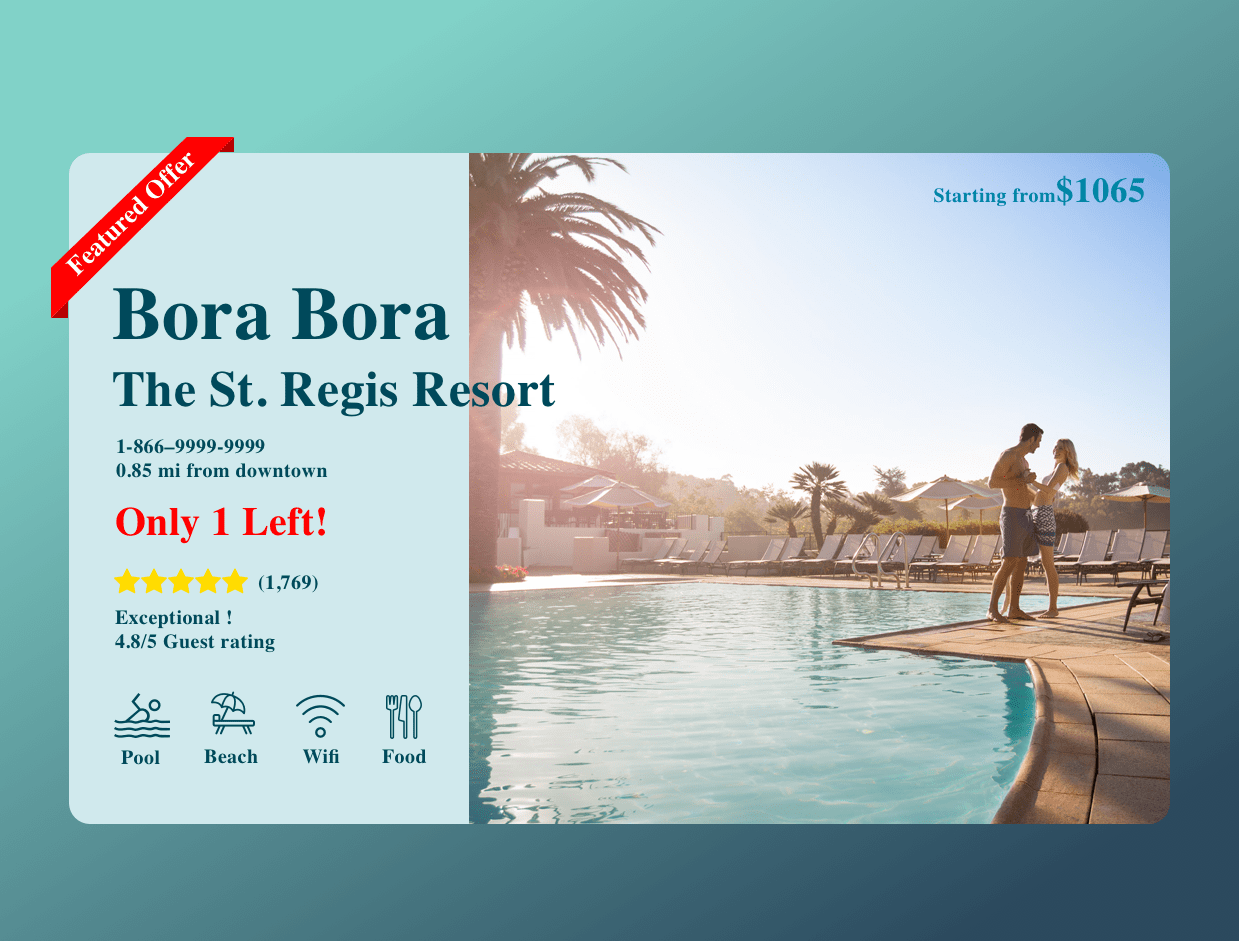 Featured Offer
Starting from$1065
Bora Bora
The St. Regis Resort
1-866–9999-9999
0.85 mi from downtown
Only 1 Left!
(1,769)
Exceptional !
4.8/5 Guest rating
Pool Beach Wifi Food